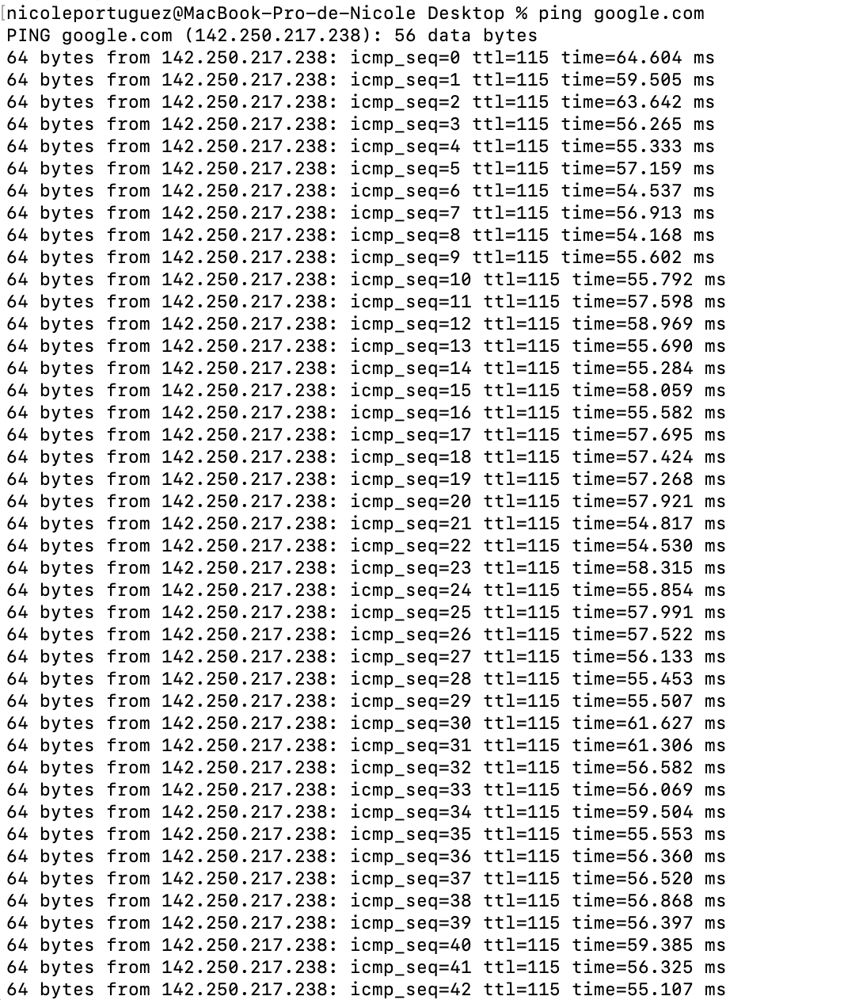 [nicoleportuguez@MacBook-Pro-de-Nicole Desktop % ping google.com
PING google.com (142.250.217.238): 56 data bytes
64 bytes from 142.250.217.238: icmp_seq=0 ttl=115 time=64.604 ms
64 bytes from 142.250.217.238: icmp_seq=1 ttl=115 time=59.505 ms
64 bytes from 142.250.217.238: icmp_seq=2 ttl=115 time=63.642 ms
64 bytes from 142.250.217.238: icmp_seq=3 ttl=115 time=56.265 ms
64 bytes from 142.250.217.238: icmp_seq=4 ttl=115 time=55.333 ms
64 bytes from 142.250.217.238: icmp_seq=5 ttl=115 time=57.159 ms
64 bytes from 142.250.217.238: icmp_seq=6 ttl=115 time=54.537 ms
64 bytes from 142.250.217.238: icmp_seq=7 ttl=115 time=56.913 ms
64 bytes from 142.250.217.238: icmp_seq=8 ttl=115 time=54.168 ms
64 bytes from 142.250.217.238: icmp_seq=9 ttl=115 time=55.602 ms
64 bytes from 142.250.217.238: icmp_seq=10 ttl=115 time=55.792 ms
64 bytes from 142.250.217.238: icmp_seq=11 ttl=115 time=57.598 ms
64 bytes from 142.250.217.238: icmp_seq=12 ttl=115 time=58.969 ms
64 bytes from 142.250.217.238: icmp_seq=13 ttl=115 time=55.690 ms
64 bytes from 142.250.217.238: icmp_seq=14 ttl=115 time=55.284 ms
64 bytes from 142.250.217.238: icmp_seq=15 ttl=115 time=58.059 ms
64 bytes from 142.250.217.238: icmp_seq=16 ttl=115 time=55.582 ms
64 bytes from 142.250.217.238: icmp_seq=17 ttl=115 time=57.695 ms
64 bytes from 142.250.217.238: icmp_seq=18 ttl=115 time=57.424 ms
64 bytes from 142.250.217.238: icmp_seq=19 ttl=115 time=57.268 ms
64 bytes from 142.250.217.238: icmp_seq=20 ttl=115 time=57.921 ms
64 bytes from 142.250.217.238: icmp_seq=21 ttl=115 time=54.817 ms
64 bytes from 142.250.217.238: icmp_seq=22 ttl=115 time=54.530 ms
64 bytes from 142.250.217.238: icmp_seq=23 ttl=115 time=58.315 ms
64 bytes from 142.250.217.238: icmp_seq=24 ttl=115 time=55.854 ms
64 bytes from 142.250.217.238: icmp_seq=25 ttl=115 time=57.991 ms
64 bytes from 142.250.217.238: icmp_seq=26 ttl=115 time=57.522 ms
64 bytes from 142.250.217.238: icmp_seq=27 ttl=115 time=56.133 ms
64 bytes from 142.250.217.238: icmp_seq=28 ttl=115 time=55.453 ms
64 bytes from 142.250.217.238: icmp_seq=29 ttl=115 time=55.507 ms
64 bytes from 142.250.217.238: icmp_seq=30 ttl=115 time=61.627 ms
64 bytes from 142.250.217.238: icmp_seq=31 ttl=115 time=61.306 ms
64 bytes from 142.250.217.238: icmp_seq=32 ttl=115 time=56.582 ms
64 bytes from 142.250.217.238: icmp_seq=33 ttl=115 time=56.069 ms
64 bytes from 142.250.217.238: icmp_seq=34 ttl=115 time=59.504 ms
64 bytes from 142.250.217.238: icmp_seq=35 ttl=115 time=55.553 ms
64 bytes from 142.250.217.238: icmp_seq=36 ttl=115 time=56.360 ms
64 bytes from 142.250.217.238: icmp_seq=37 ttl=115 time=56.520 ms
64 bytes from 142.250.217.238: icmp_seq=38 ttl=115 time=56.868 ms
64 bytes from 142.250.217.238: icmp_seq=39 ttl=115 time=56.397 ms
64 bytes from 142.250.217.238: icmp_seq=40 ttl=115 time=59.385 ms
64 bytes from 142.250.217.238: icmp_seq=41 ttl=115 time=56.325 ms
64 bytes from 142.250.217.238: icmp_seq=42 ttl=115 time=55.107 ms